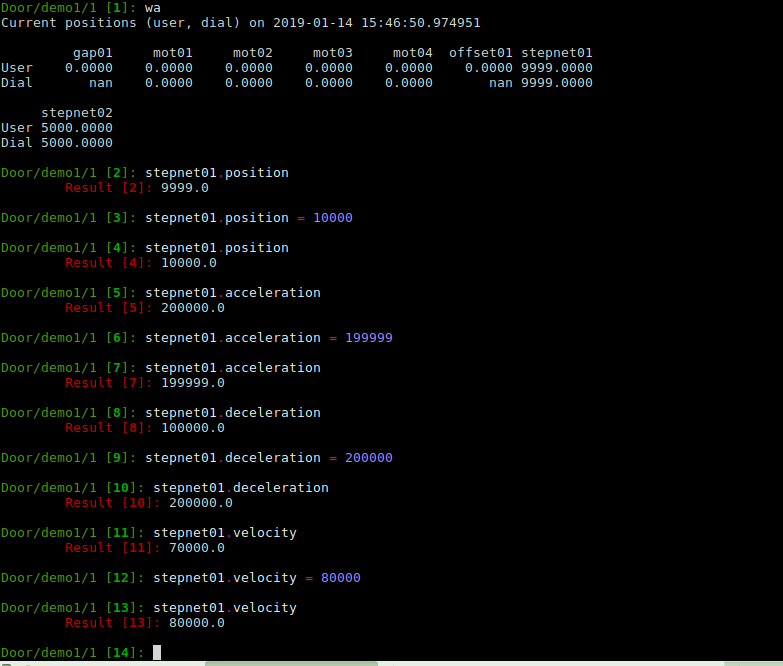 Door/demo1/1 [1]: wa
Current positions (user, dial) on 2019-01-14 15:46:50.974951
gap01 mot01 mot02 mot03 mot04 offset01 stepnet01
User 0.0000 0.0000 0.0000 0.0000 0.0000 0.0000 9999.0000
Dial nan 0.0000 0.0000 0.0000 0.0000 nan 9999.0000
stepnet02
User 5000.0000
Dial 5000.0000
Door/demo1/1 [2]: stepnet01.position
Result [2]: 9999.0
Door/demo1/1 [3]: stepnet01.position = 10000
Door/demo1/1 [4]: stepnet01.position
Result [4]: 10000.0
Door/demo1/1 [5]: stepnet01.acceleration
Result [5]: 200000.0
Door/demo1/1 [6]: stepnet01.acceleration = 199999
Door/demo1/1 [7]: stepnet01.acceleration
Result [7]: 199999.0
Door/demo1/1 [8]: stepnet01.deceleration
Result [8]: 100000.0
Door/demo1/1 [9]: stepnet01.deceleration = 200000
Door/demo1/1 [10]: stepnet01.deceleration
Result [10]: 200000.0
Door/demo1/1 [11]: stepnet01.velocity
Result [11]: 70000.0
Door/demo1/1 [12]: stepnet01.velocity = 80000
Door/demo1/1 [13]: stepnet01.velocity
Result [13]: 80000.0
Door/demo1/1 [14]: